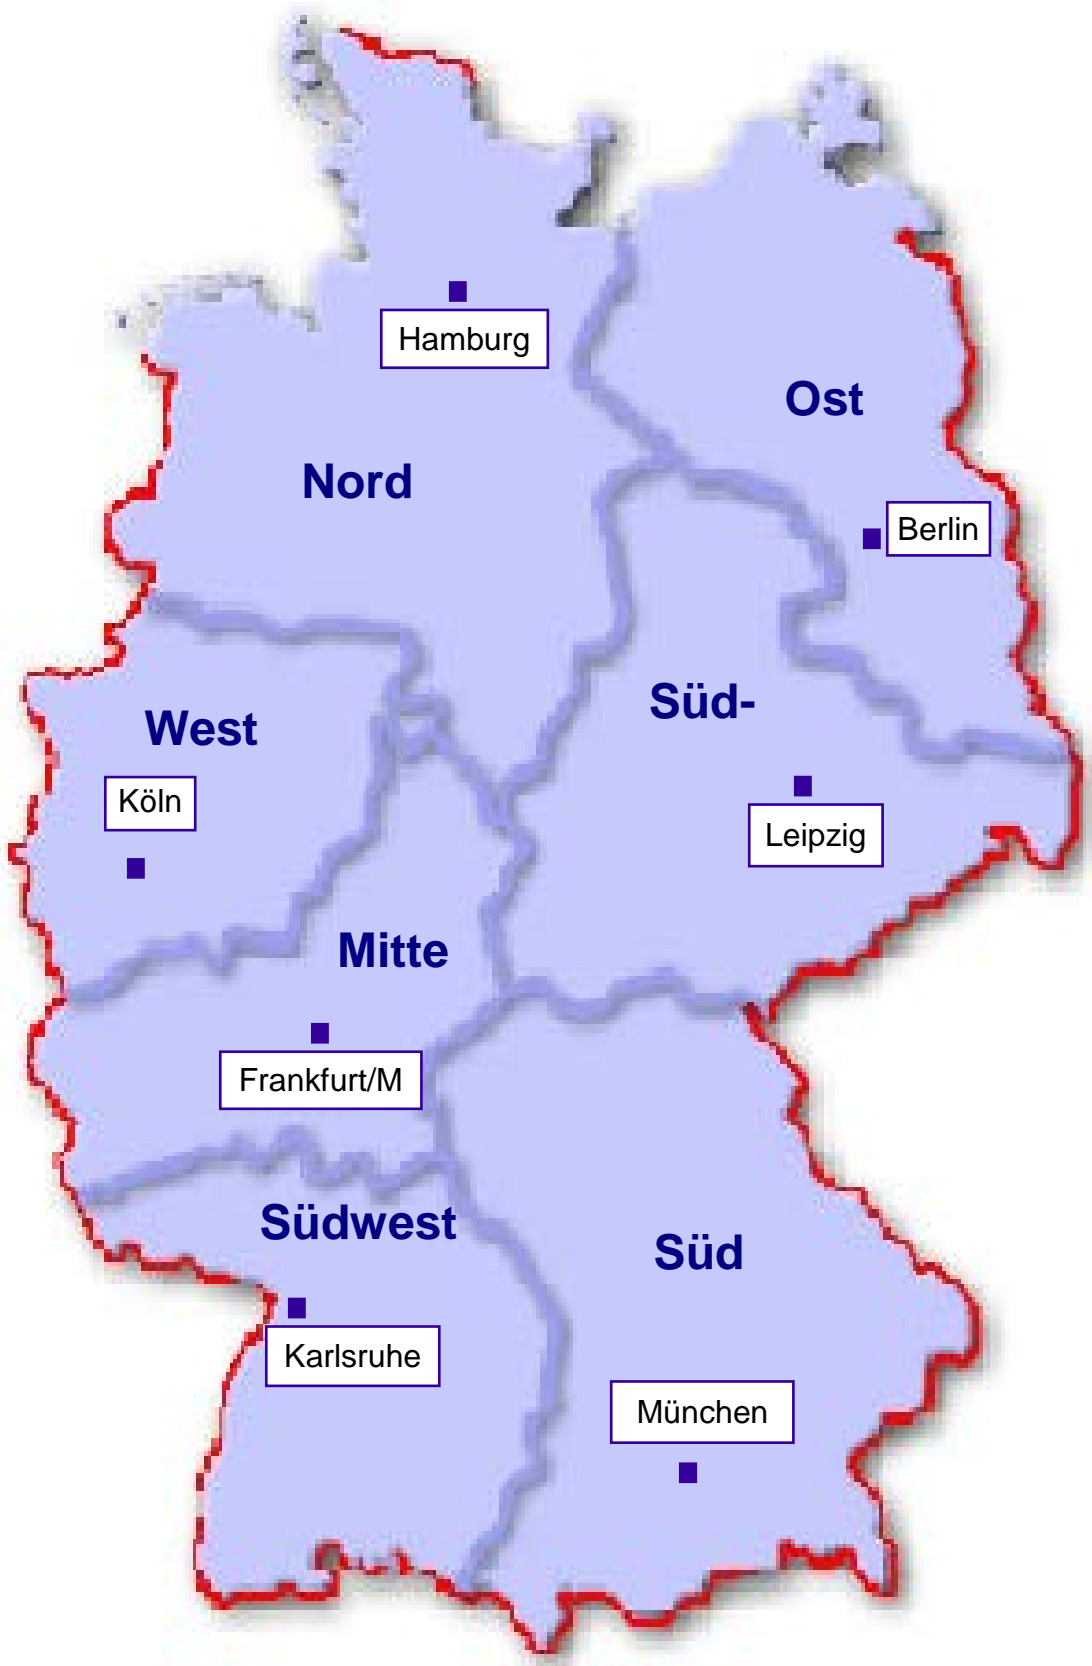 Hamburg
Ost
Nord
Berlin
Süd-
West
Köln
Leipzig
Mitte
Frankfurt/M
Südwest
Süd
Karlsruhe
München